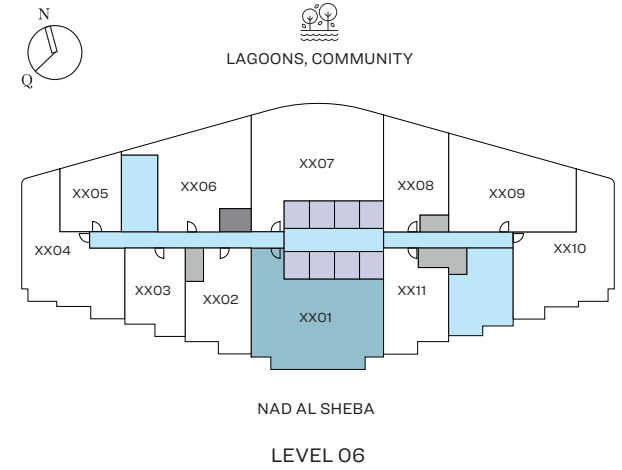 N
Q
LAGOONS, COMMUNITY
XX07
XX05
XX06
XX08
XX09
XX04
XX10
XX03
XX02
XX01
XX11
NAD AL SHEBA
LEVEL 06